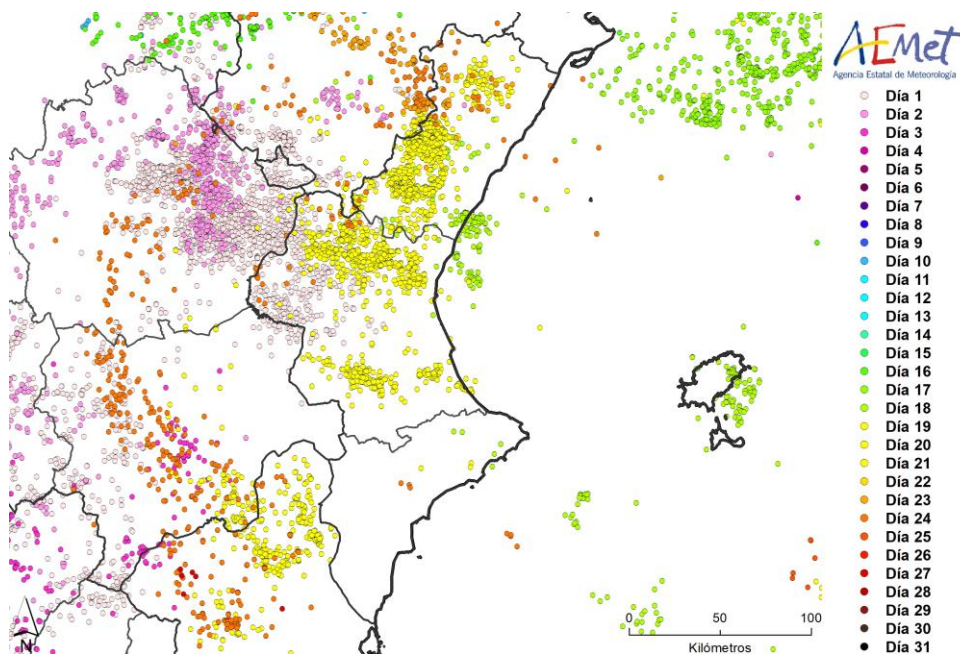 AEMet
Agencia Estatal de Meteorología
Día 1
Día 2
Día 3
Día 4
Día 5
Día 6
Día 7
Día 8
Día 9
Día 10
Día 11
Día 12
Día 13
Día 14
Día 15
Día 16
Día 17
Día 18
Día 19
Día 20
Día 21
Día 22
Día 23
Día 24
Día 25
Día 26
Día 27
Día 28
Día 29
Día 30
Día 31
N
0 50 100
Kilómetros